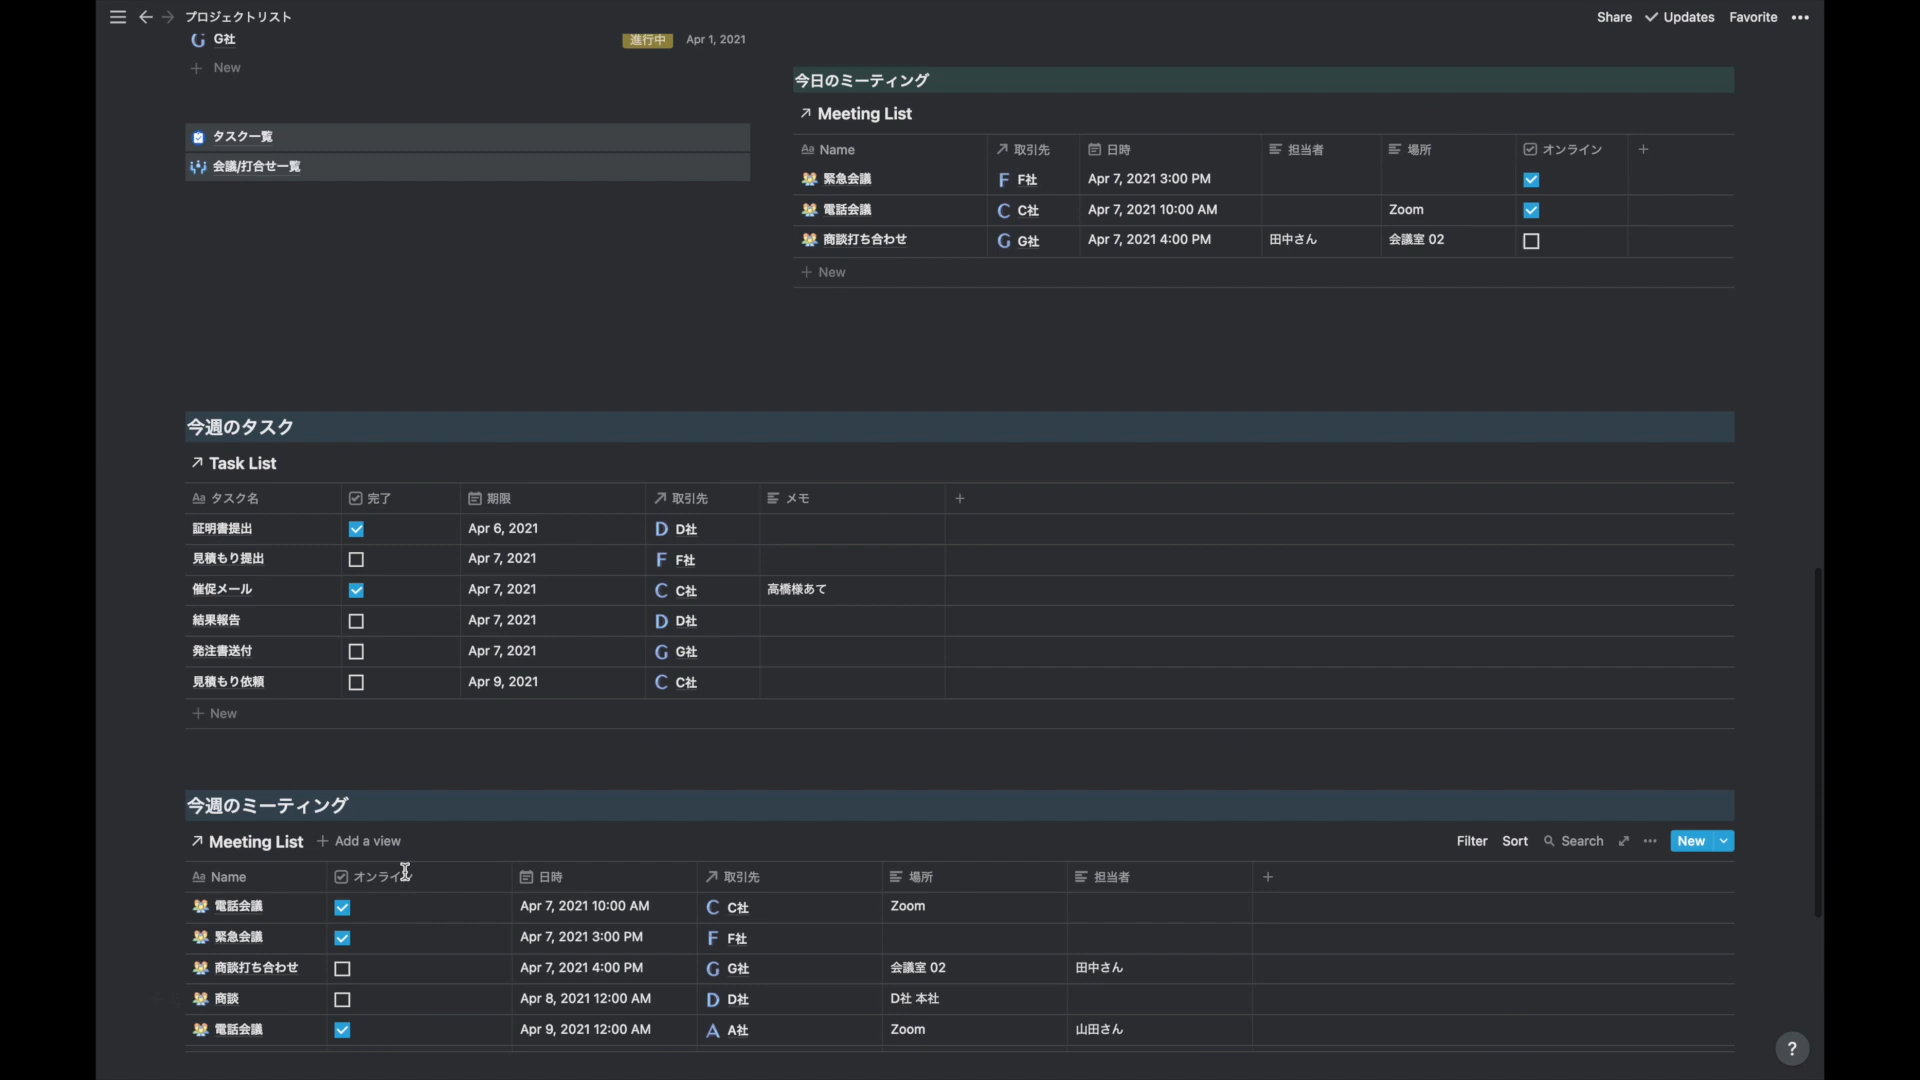 プロジェクトリスト
Share Updates Favorite
G社 進行中 Apr 1, 2021
New
タスク一覧
会議/打合せ一覧
今日のミーティング
Meeting List
Aa Name 取引先 日時 担当者 場所 オンライン
緊急会議 F F社 Apr 7, 2021 3:00 PM
電話会議 C C社 Apr 7, 2021 10:00 AM Zoom
商談打ち合わせ G G社 Apr 7, 2021 4:00 PM 田中さん 会議室 02
New
今週のタスク
Task List
Aa タスク名 完了 期限 取引先 メモ
証明書提出 Apr 6, 2021 D D社
見積もり提出 Apr 7, 2021 F F社
催促メール Apr 7, 2021 C C社 高橋様あて
結果報告 Apr 7, 2021 D D社
発注書送付 Apr 7, 2021 G G社
見積もり依頼 Apr 9, 2021 C C社
New
今週のミーティング
Meeting List Add a view Filter Sort Search New
Aa Name オンライン 日時 取引先 場所 担当者
電話会議 Apr 7, 2021 10:00 AM C C社 Zoom
緊急会議 Apr 7, 2021 3:00 PM F F社
商談打ち合わせ Apr 7, 2021 4:00 PM G G社 会議室 02 田中さん
商談 Apr 8, 2021 12:00 AM D D社 D社 本社
電話会議 Apr 9, 2021 12:00 AM A A社 Zoom 山田さん
?